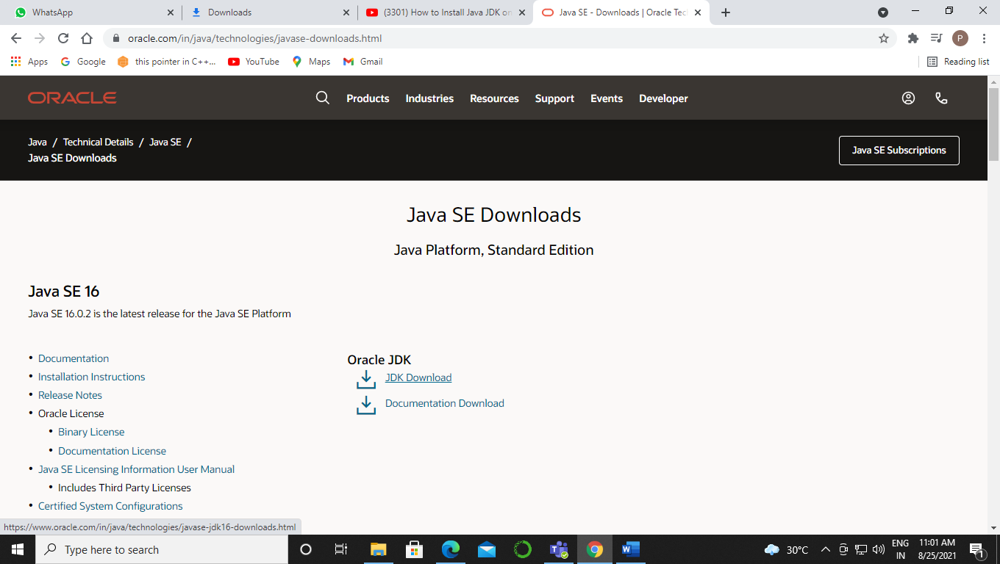 WhatsApp
Downloads
(3301) How to Install Java JDK on
Java SE - Downloads | Oracle Tec
oracle.com/in/java/technologies/javase-downloads.html
P
Apps
Google
this pointer in C++...
YouTube
Maps
Gmail
Reading list
ORACLE
Products
Industries
Resources
Support
Events
Developer
Java / Technical Details / Java SE /
Java SE Downloads
Java SE Subscriptions
Java SE Downloads
Java Platform, Standard Edition
Java SE 16
Java SE 16.0.2 is the latest release for the Java SE Platform
• Documentation
• Installation Instructions
• Release Notes
• Oracle License
• Binary License
• Documentation License
• Java SE Licensing Information User Manual
• Includes Third Party Licenses
• Certified System Configurations
Oracle JDK
JDK Download
Documentation Download
https://www.oracle.com/in/java/technologies/javase-jdk16-downloads.html
Type here to search
30°C
ENG
IN
11:01 AM
8/25/2021
1